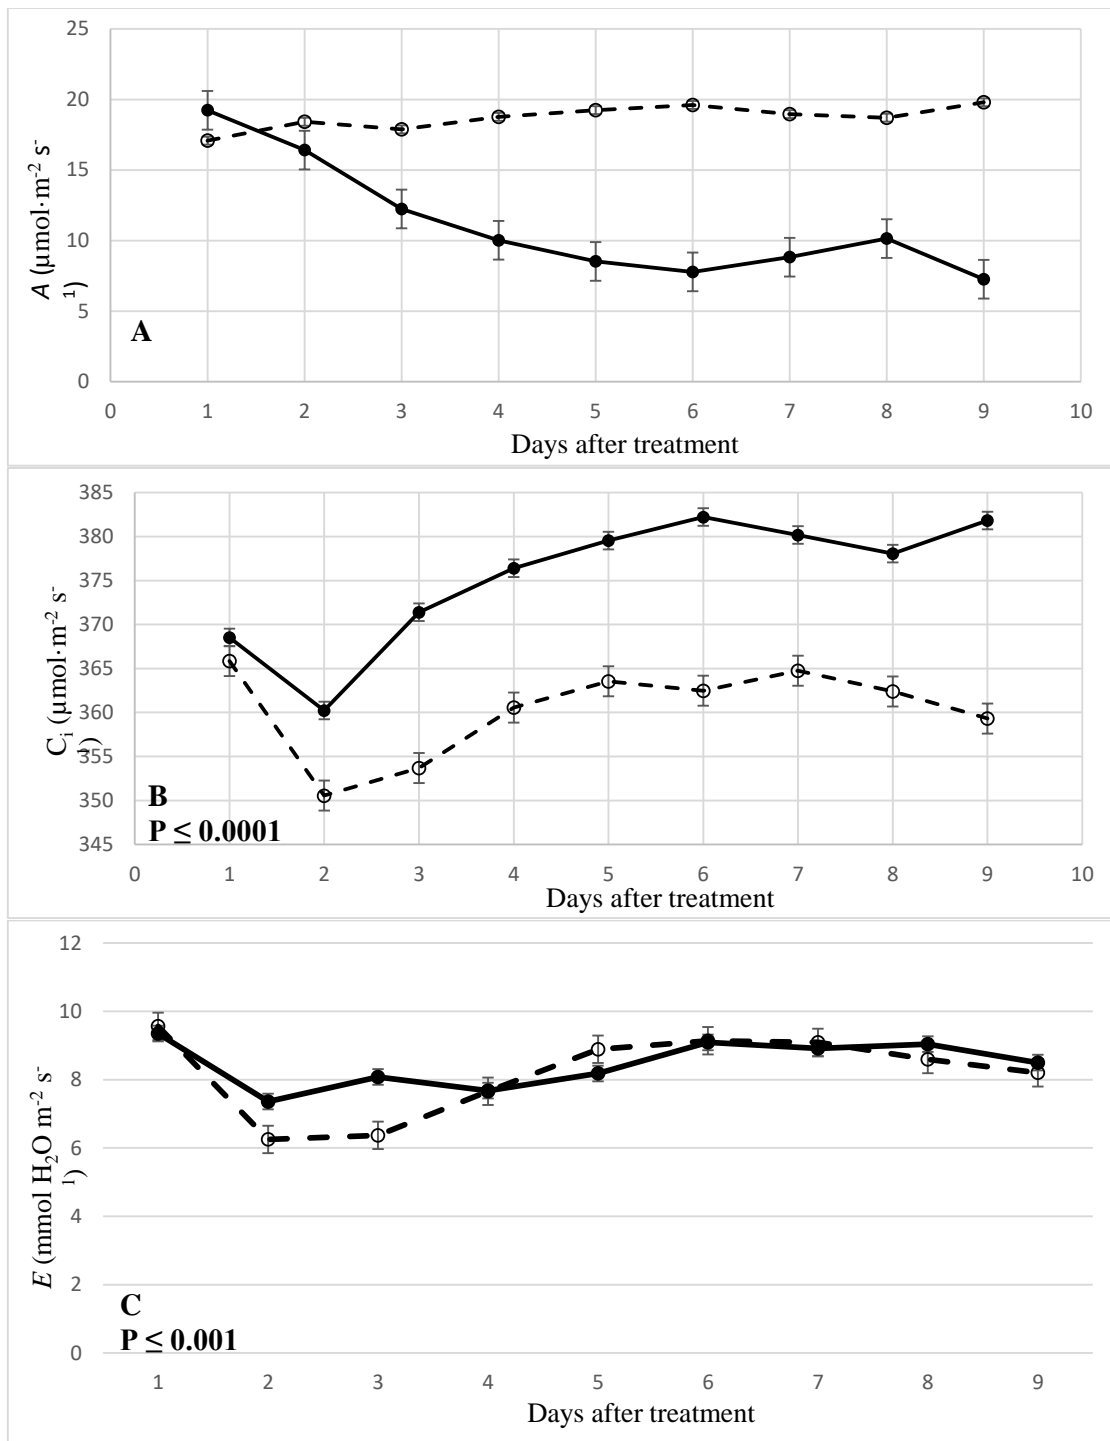 25
20
15
10
5
0
A (µmol·m-2 s-
1)
A
0 1 2 3 4 5 6 7 8 9 10
Days after treatment
385
380
375
370
365
360
355
350
345
Ci (µmol·m-2 s-
1)
B
P ≤ 0.0001
0 1 2 3 4 5 6 7 8 9 10
Days after treatment
12
10
8
6
4
2
0
E (mmol H2O m-2 s-
1)
C
P ≤ 0.001
1 2 3 4 5 6 7 8 9
Days after treatment